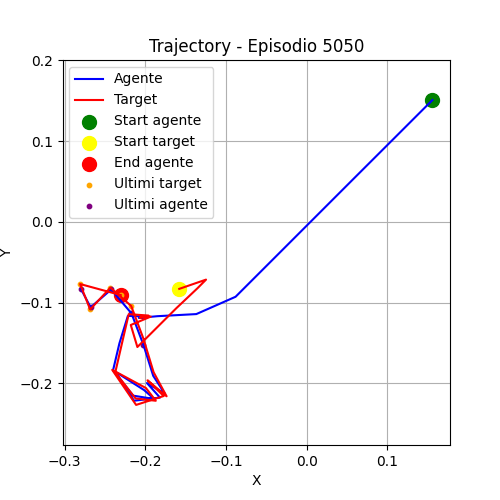 Trajectory - Episodio 5050
Agente
Target
Start agente
Start target
End agente
Ultimi target
Ultimi agente
0.2
0.1
0.0
−0.1
−0.2
Y
−0.3
−0.2
−0.1
0.0
0.1
X